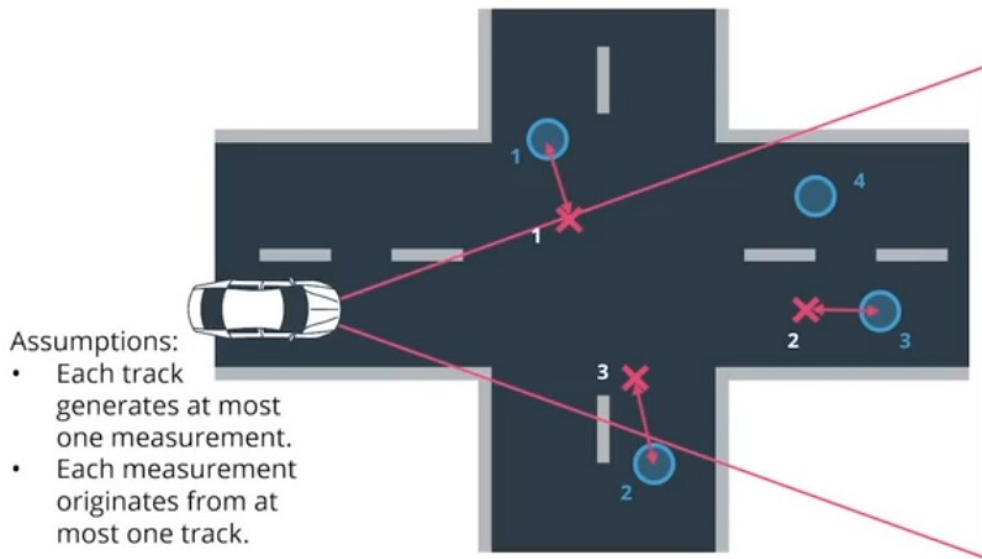 1
4
1
2
3
3
2
Assumptions:
• Each track
generates at most
one measurement.
• Each measurement
originates from at
most one track.